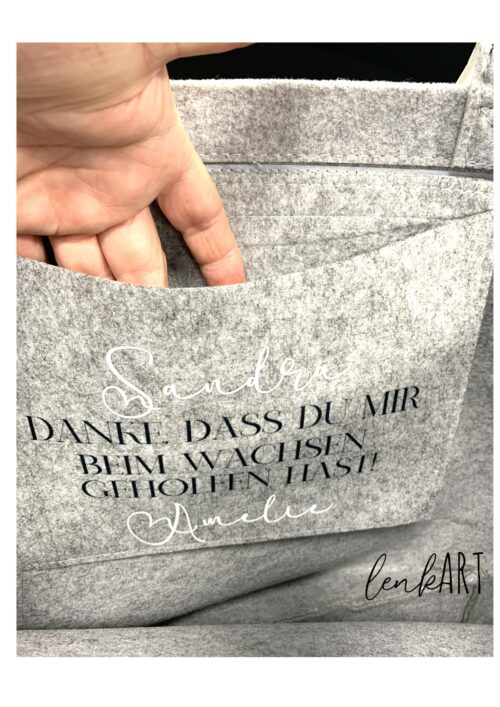 Sandra
DANKE, DASS DU MIR
BEIM WACHSEN
GEHOLFEN HAST!
Amelie
lenkART